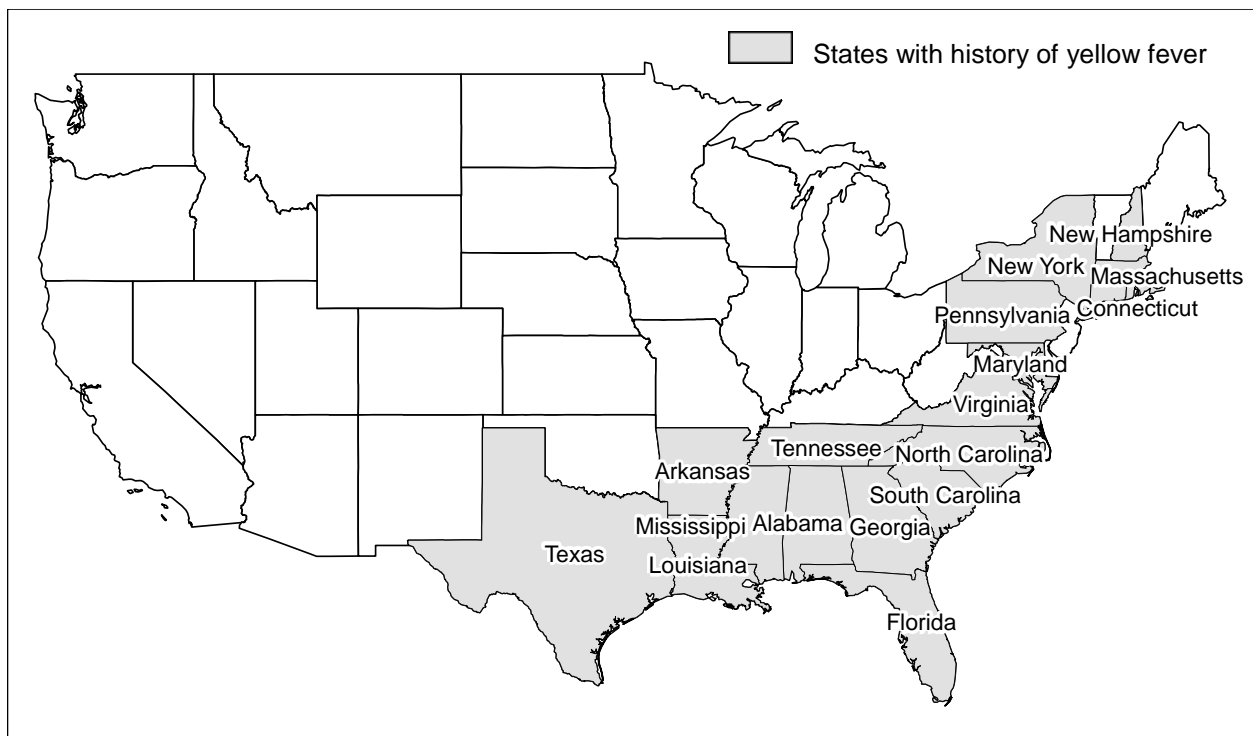 States with history of yellow fever
New Hampshire
New York
Massachusetts
Connecticut
Pennsylvania
Maryland
Virginia
Tennessee
North Carolina
Arkansas
South Carolina
Mississippi
Alabama
Georgia
Texas
Louisiana
Florida